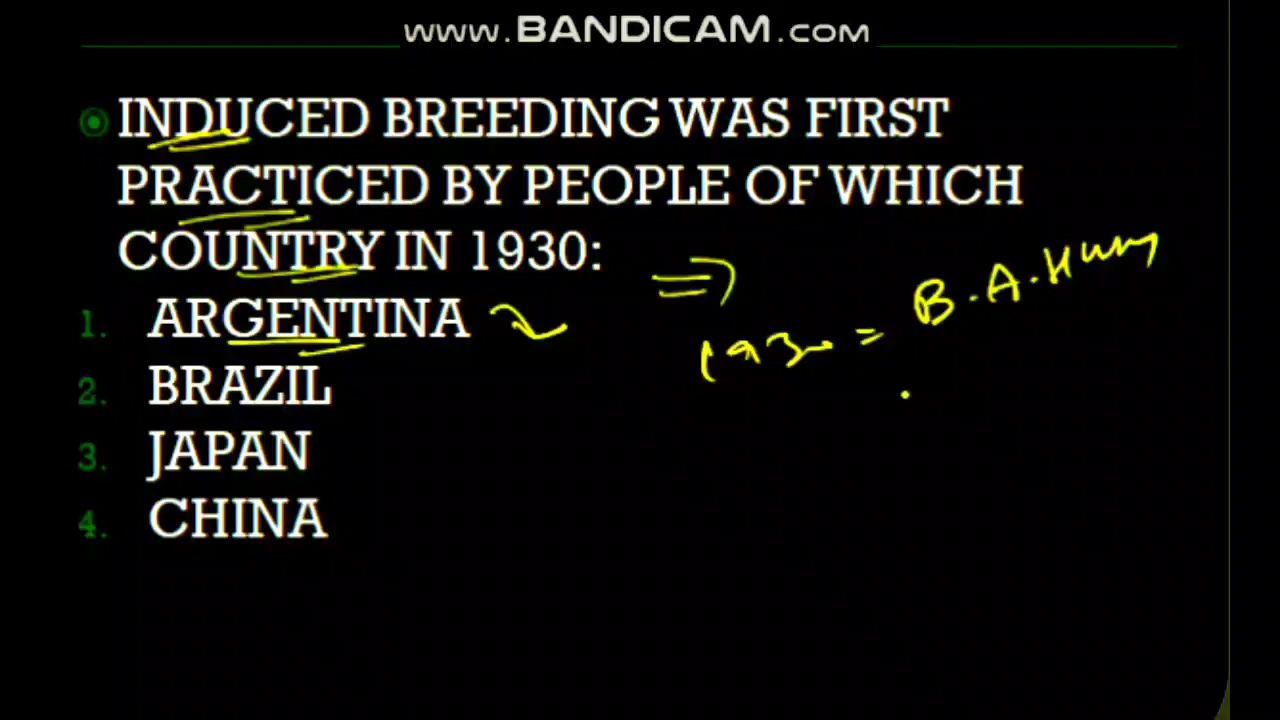 www.BANDICAM.com
INDUCED BREEDING WAS FIRST
PRACTICED BY PEOPLE OF WHICH
COUNTRY IN 1930:
1. ARGENTINA
2. BRAZIL
3. JAPAN
4. CHINA
1930 = B.A.